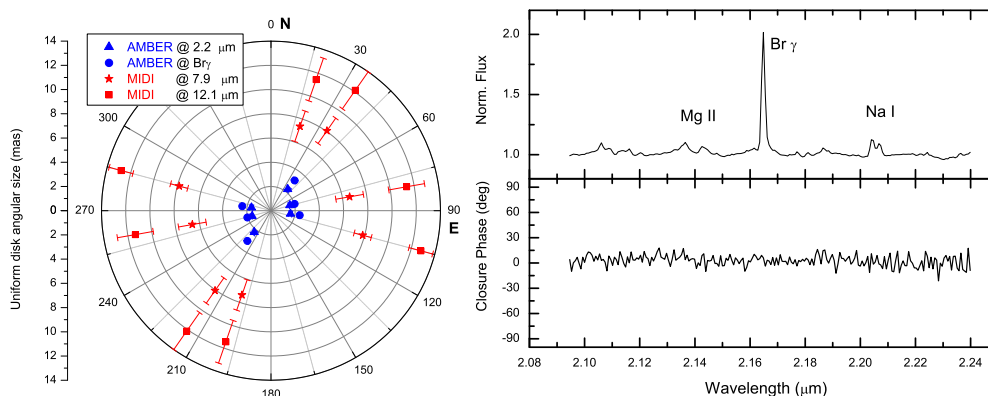 0 N
14
12
10
8
6
4
2
0
2
4
6
8
10
12
14
Uniform disk angular size (mas)
AMBER @ 2.2 μm
AMBER @ Brγ
MIDI @ 7.9 μm
MIDI @ 12.1 μm
30
60
90
E
120
150
180
210
240
270
300
2.0
1.5
1.0
Norm. Flux
Br γ
Mg II
Na I
90
60
30
0
-30
-60
-90
Closure Phase (deg)
2.08 2.10 2.12 2.14 2.16 2.18 2.20 2.22 2.24
Wavelength (μm)